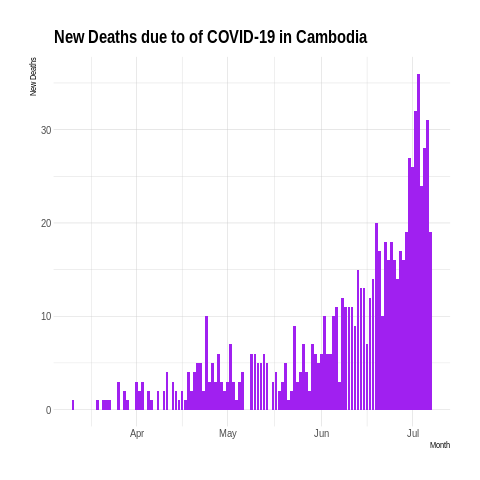 New Deaths due to of COVID-19 in Cambodia
New Deaths
30
20
10
0
Apr
May
Jun
Jul
Month